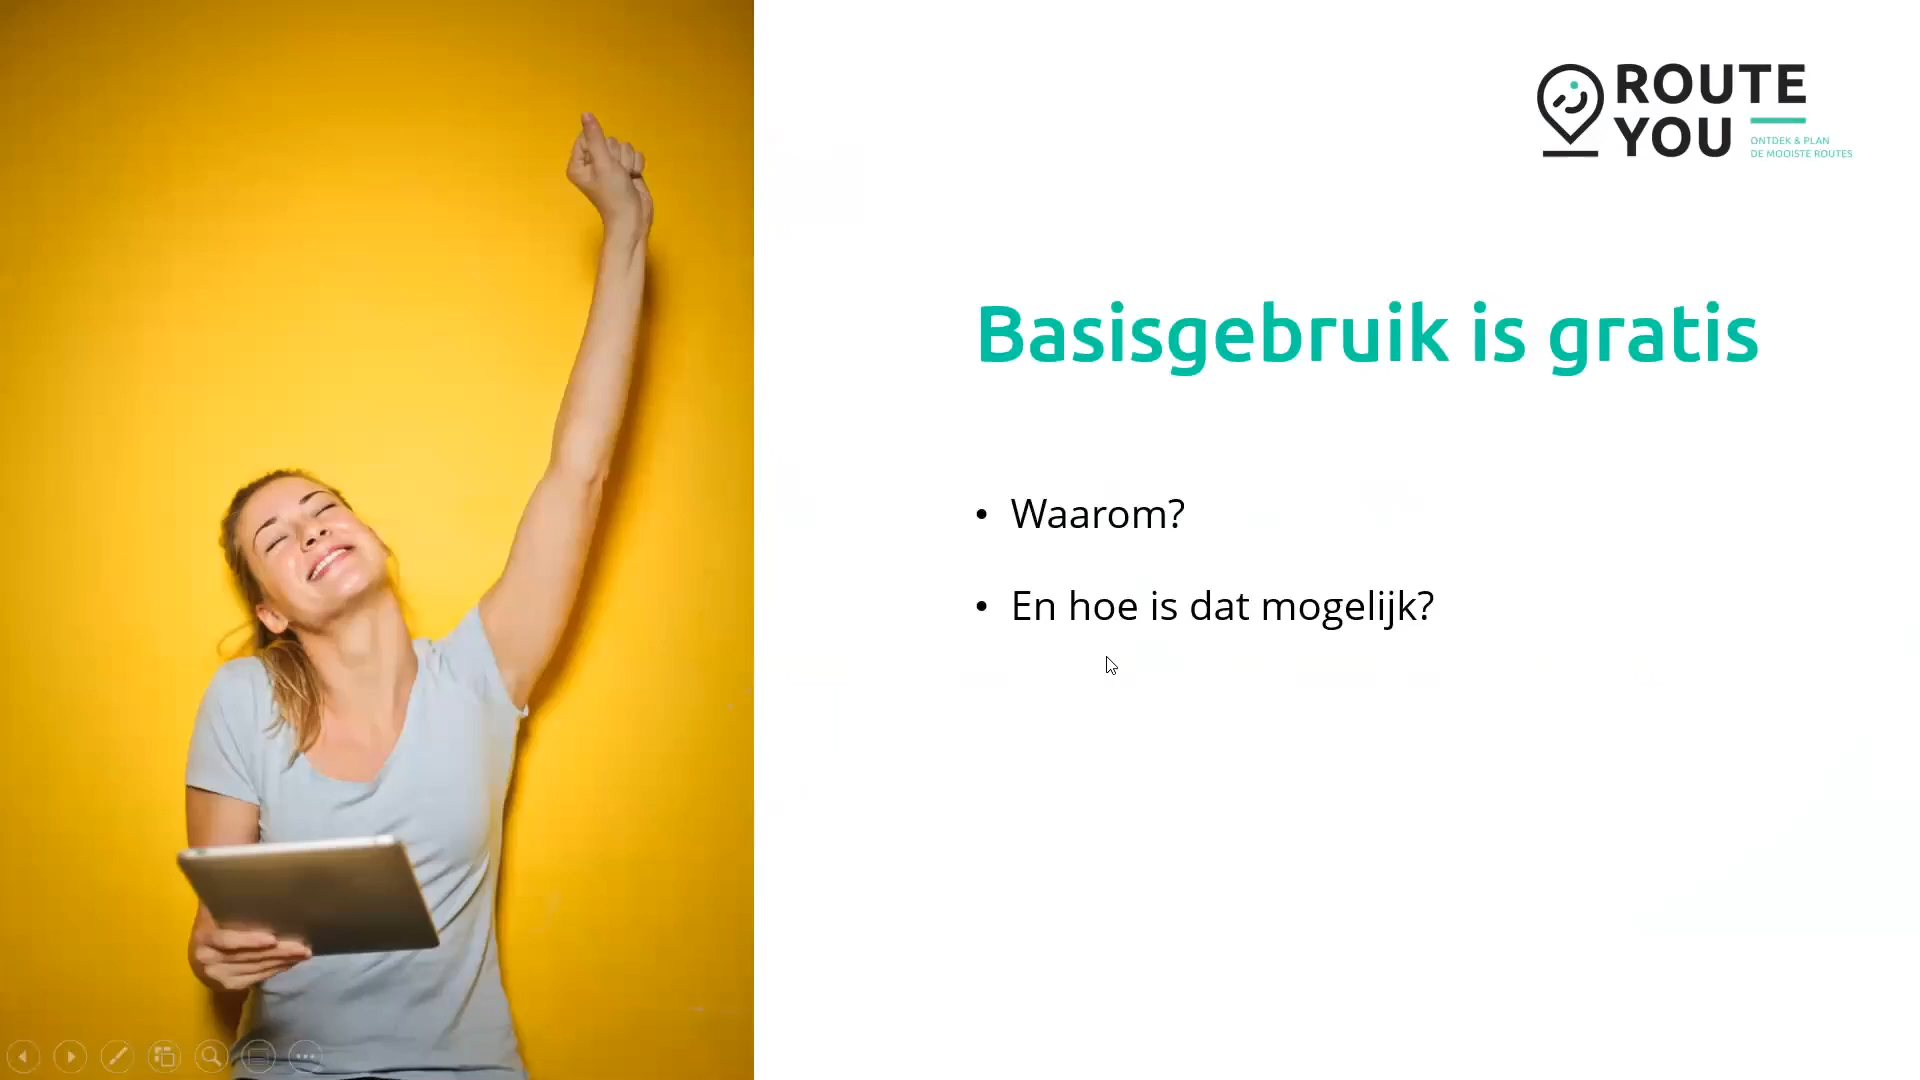 ROUTE
YOU
ONTDEK & PLAN
DE MOOISTE ROUTES
Basisgebruik is gratis
• Waarom?
• En hoe is dat mogelijk?